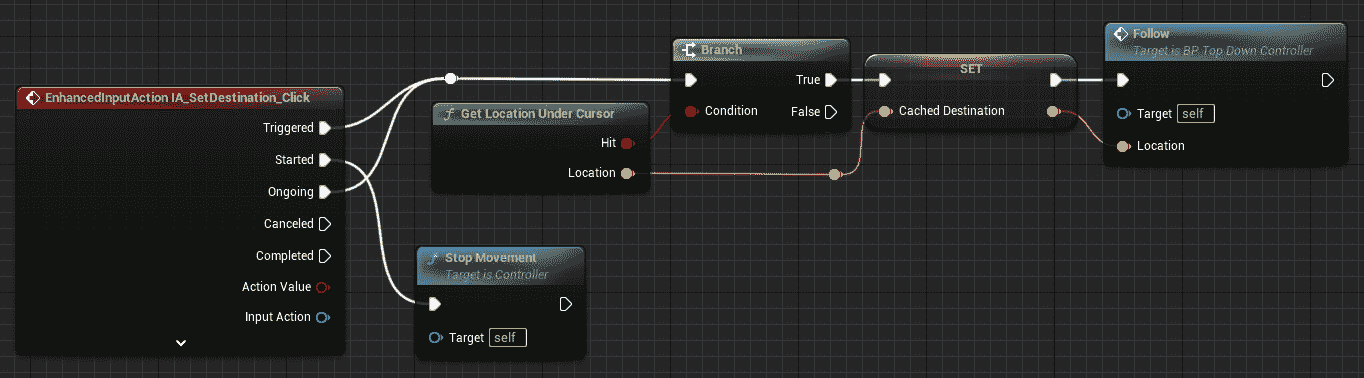 EnhancedInputAction IA_SetDestination_Click
Triggered
Started
Ongoing
Canceled
Completed
Action Value
Input Action
Get Location Under Cursor
Hit
Location
Stop Movement
Target is Controller
Target self
Branch
True
Condition
False
SET
Cached Destination
Follow
Target is BP Top Down Controller
Target self
Location